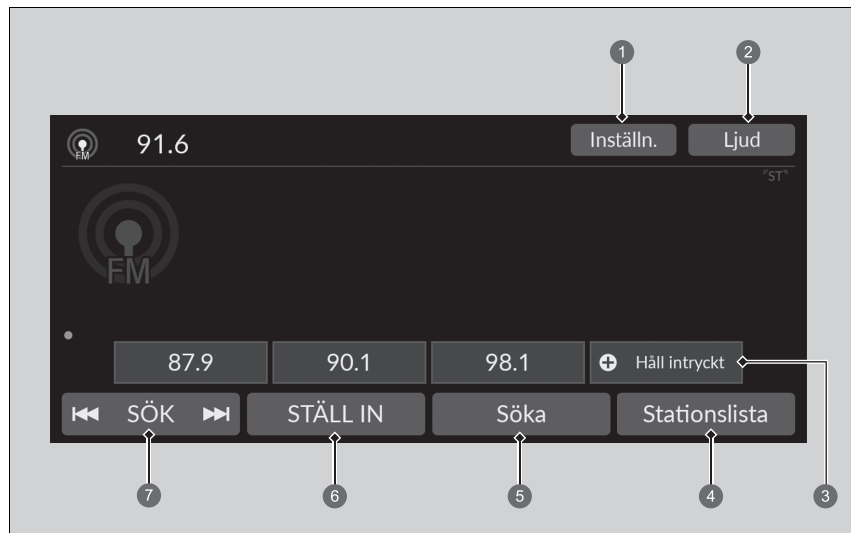 1 2
FM 91.6 Inställn. Ljud
"ST"
FM
87.9 90.1 98.1 Håll intryckt
SÖK STÄLL IN Söka Stationslista
7 6 5 4 3